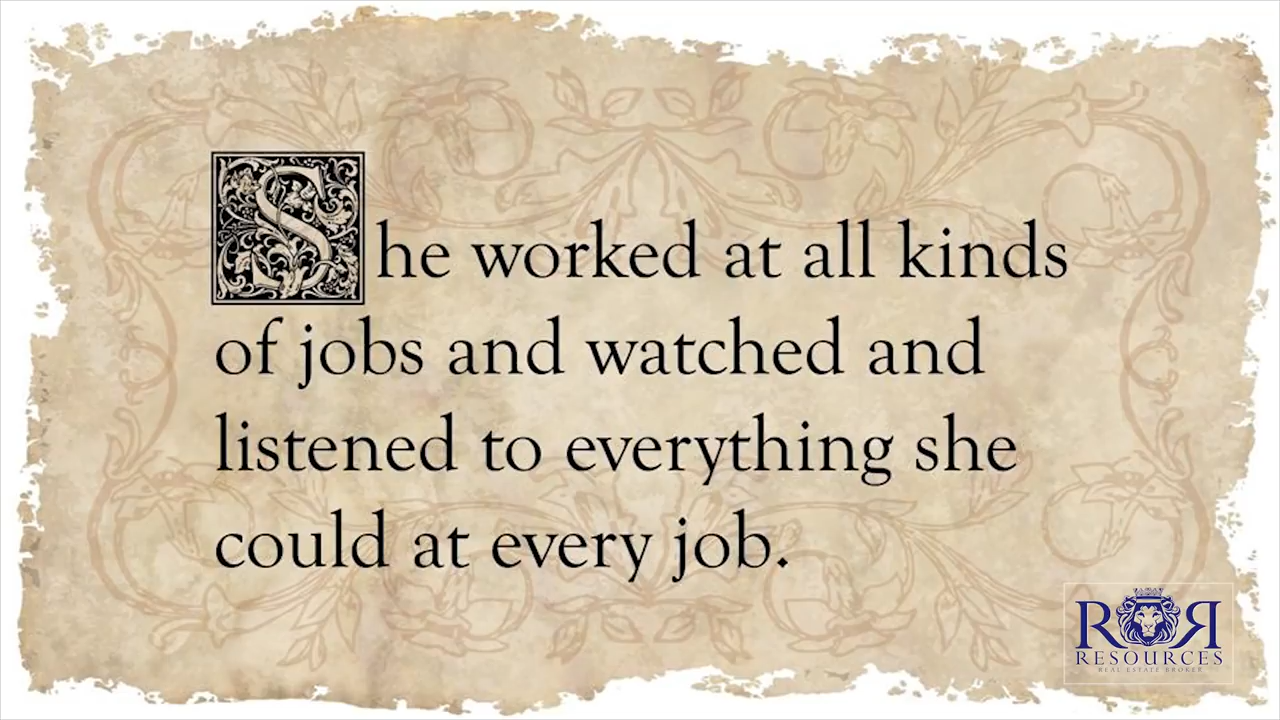 She worked at all kinds
of jobs and watched and
listened to everything she
could at every job.
RR
RESOURCES
REAL ESTATE BROKER